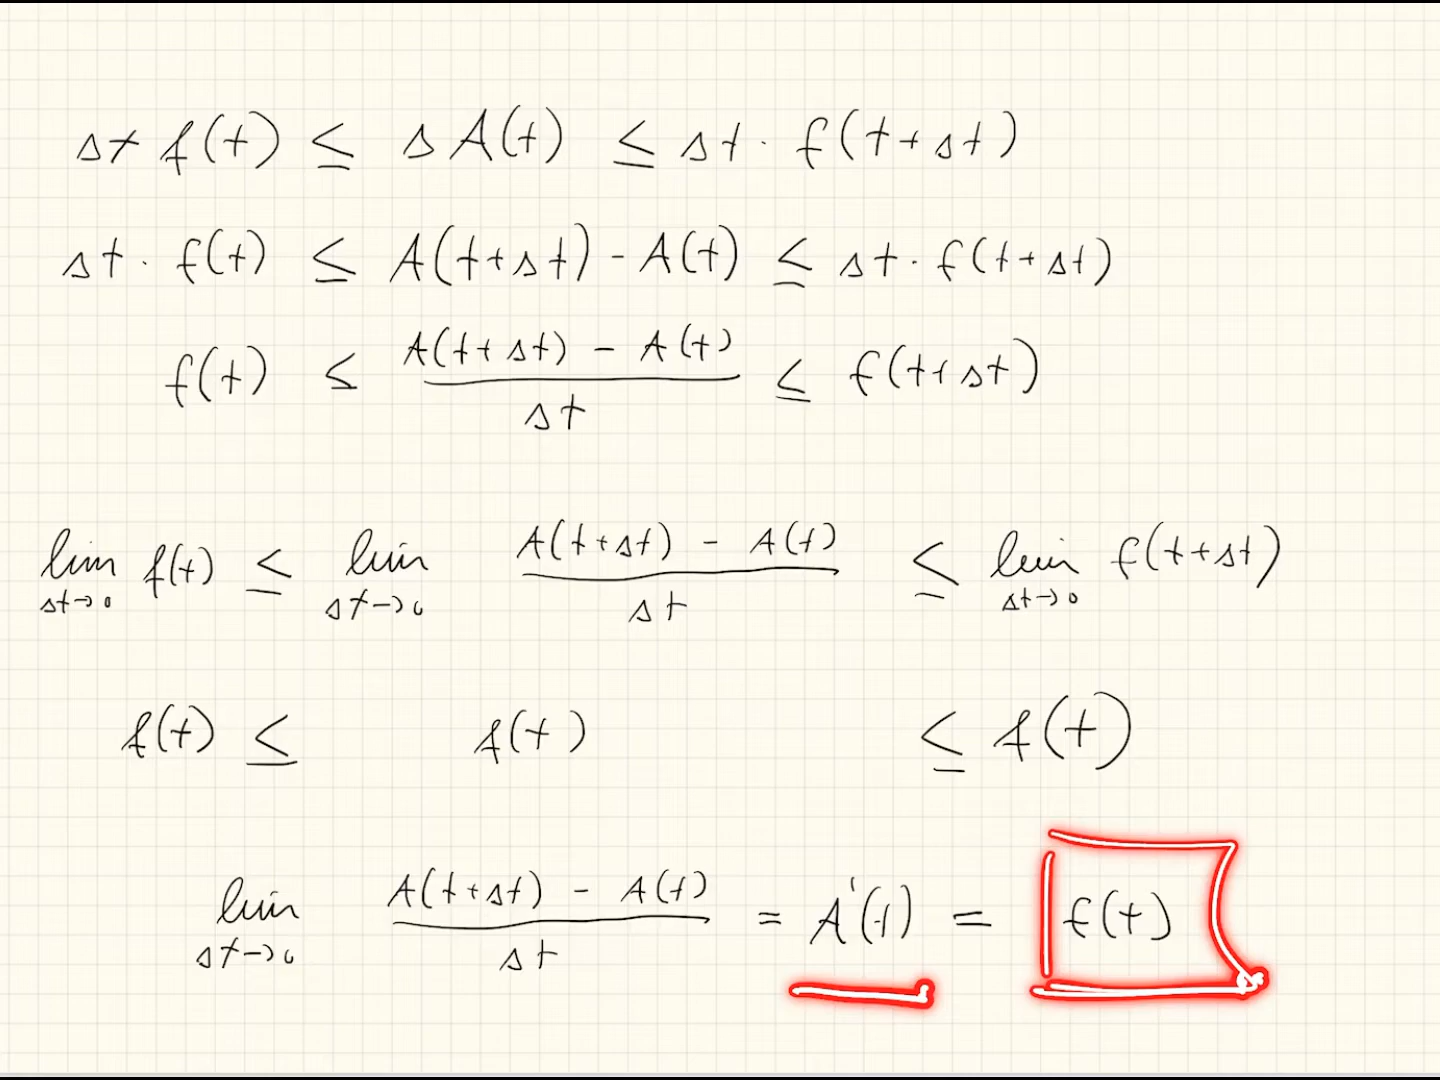 Δt f(t) ≤ Δ A(t) ≤ Δt · f(t+Δt)
Δt · f(t) ≤ A(t+Δt) - A(t) ≤ Δt · f(t+Δt)
f(t) ≤ (A(t+Δt) - A(t)) / Δt ≤ f(t+Δt)
lim Δt→0 f(t) ≤ lim Δt→0 (A(t+Δt) - A(t)) / Δt ≤ lim Δt→0 f(t+Δt)
f(t) ≤ f(t) ≤ f(t)
lim Δt→0 (A(t+Δt) - A(t)) / Δt = A'(t) = f(t)